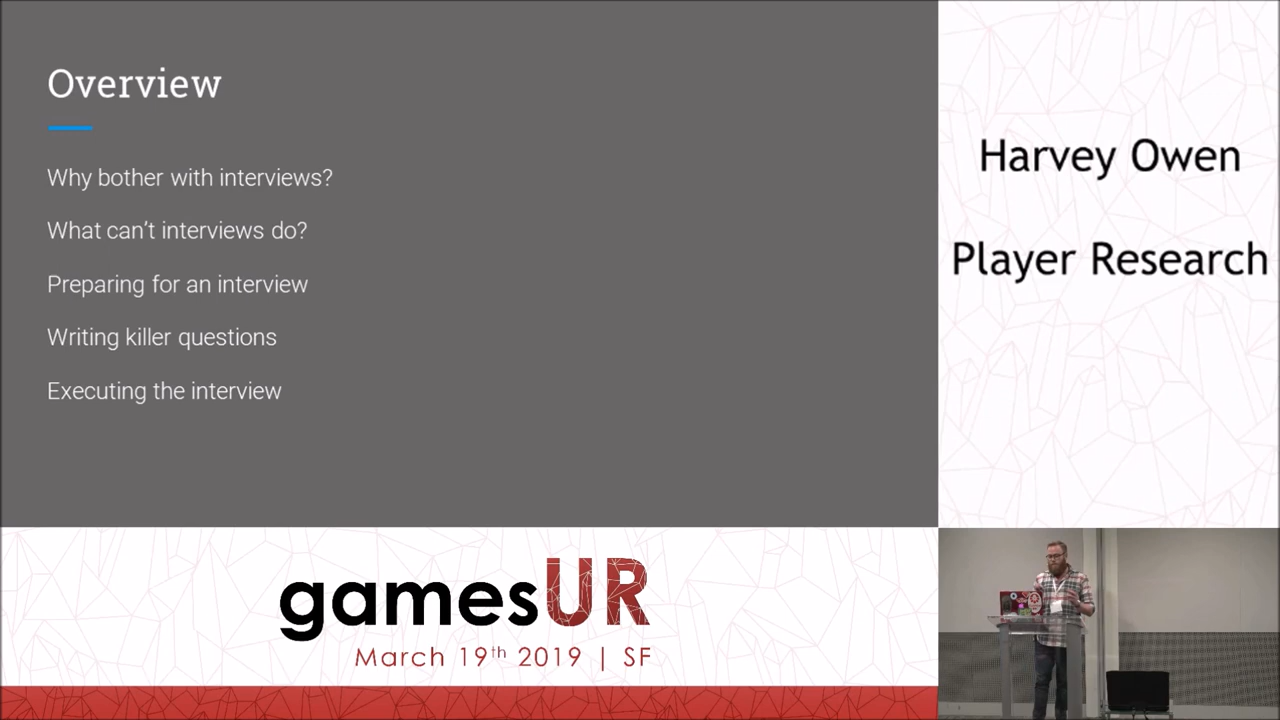 Overview
Why bother with interviews?
What can't interviews do?
Preparing for an interview
Writing killer questions
Executing the interview
Harvey Owen
Player Research
gamesUR
March 19th 2019 | SF